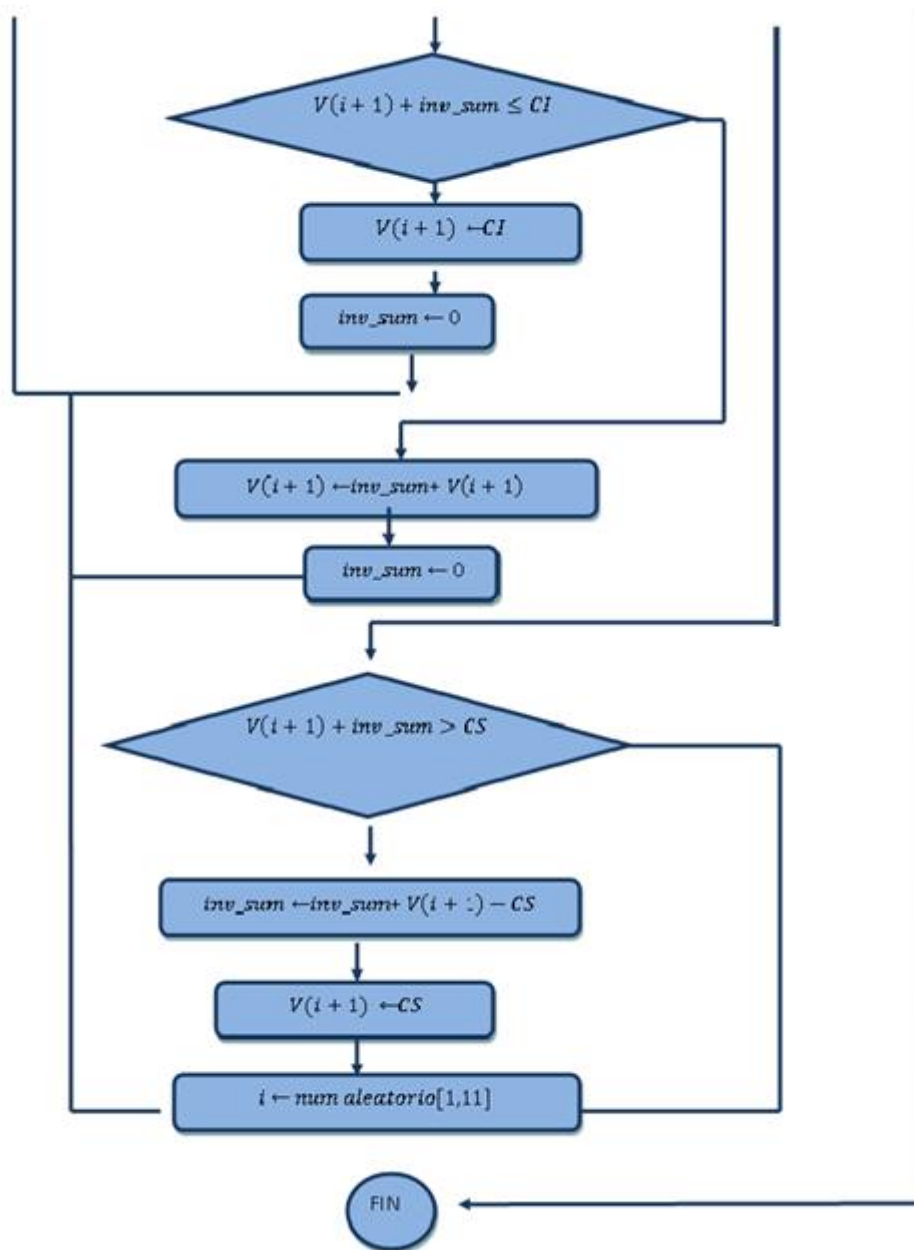 V(i + 1) + inv_sum ≤ CI
V(i + 1) ←CI
inv_sum ← 0
V(i + 1) ←inv_sum+ V(i + 1)
inv_sum ← 0
V(i + 1) + inv_sum > CS
inv_sum ←inv_sum+ V(i + 1) − CS
V(i + 1) ←CS
i ← num aleatorio[1,11]
FIN